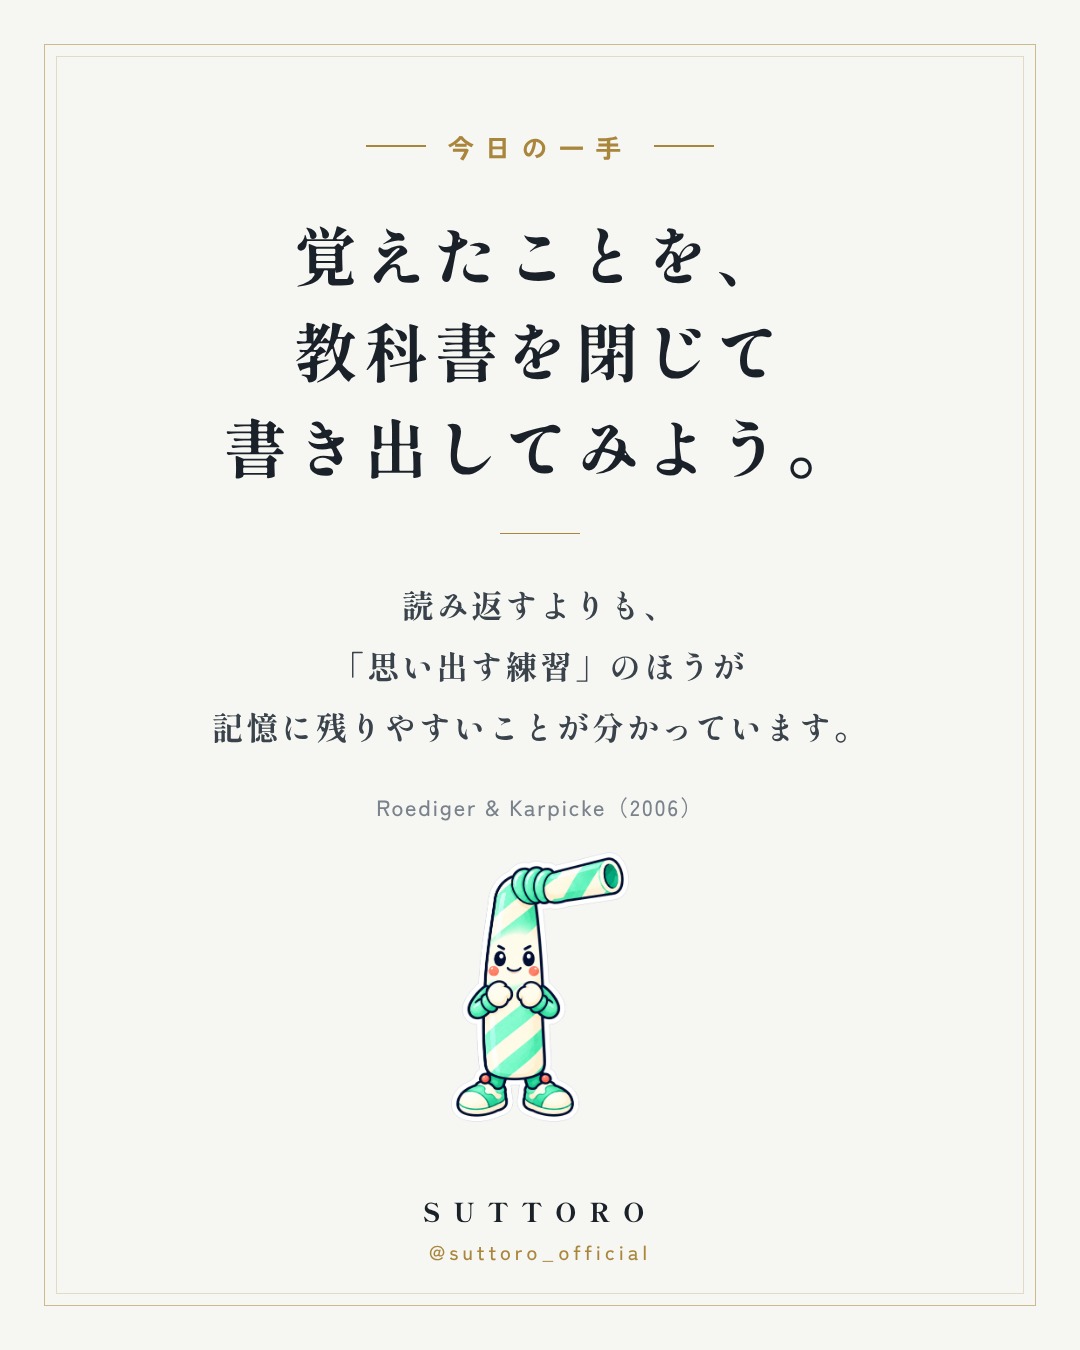 今日の一手
覚えたことを、
教科書を閉じて
書き出してみよう。
読み返すよりも、
「思い出す練習」のほうが
記憶に残りやすいことが分かっています。
Roediger & Karpicke（2006）
SUTTORO
@suttoro_official